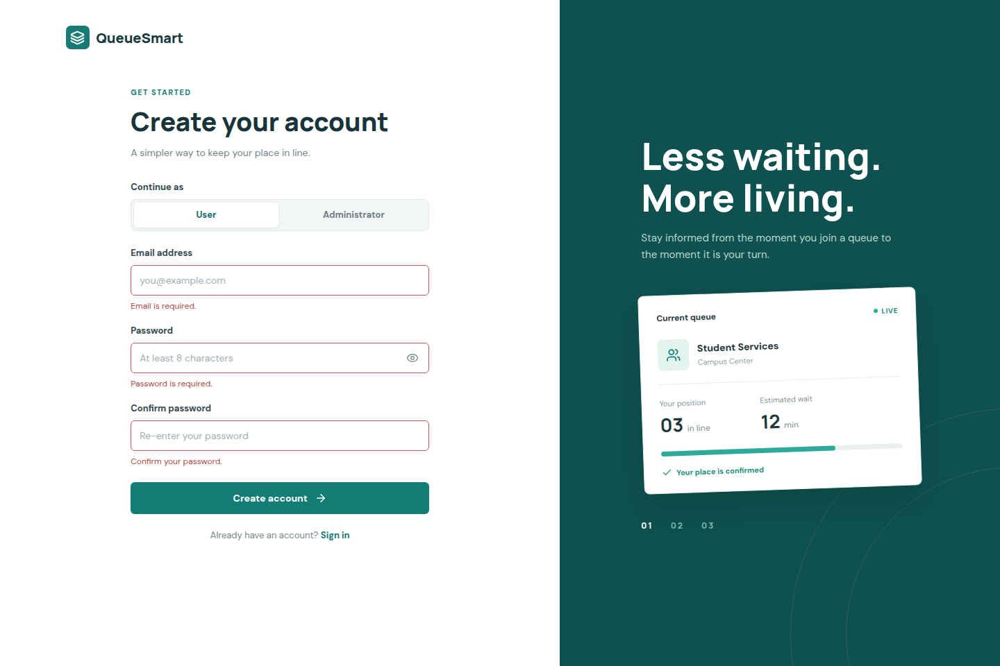 QueueSmart
GET STARTED
Create your account
A simpler way to keep your place in line.
Continue as
User
Administrator
Email address
you@example.com
Email is required.
Password
At least 8 characters
Password is required.
Confirm password
Re-enter your password
Confirm your password.
Create account
Already have an account? Sign in
Less waiting.
More living.
Stay informed from the moment you join a queue to
the moment it is your turn.
Current queue
LIVE
Student Services
Campus Center
Your position
Estimated wait
03 in line
12 min
Your place is confirmed
01 02 03